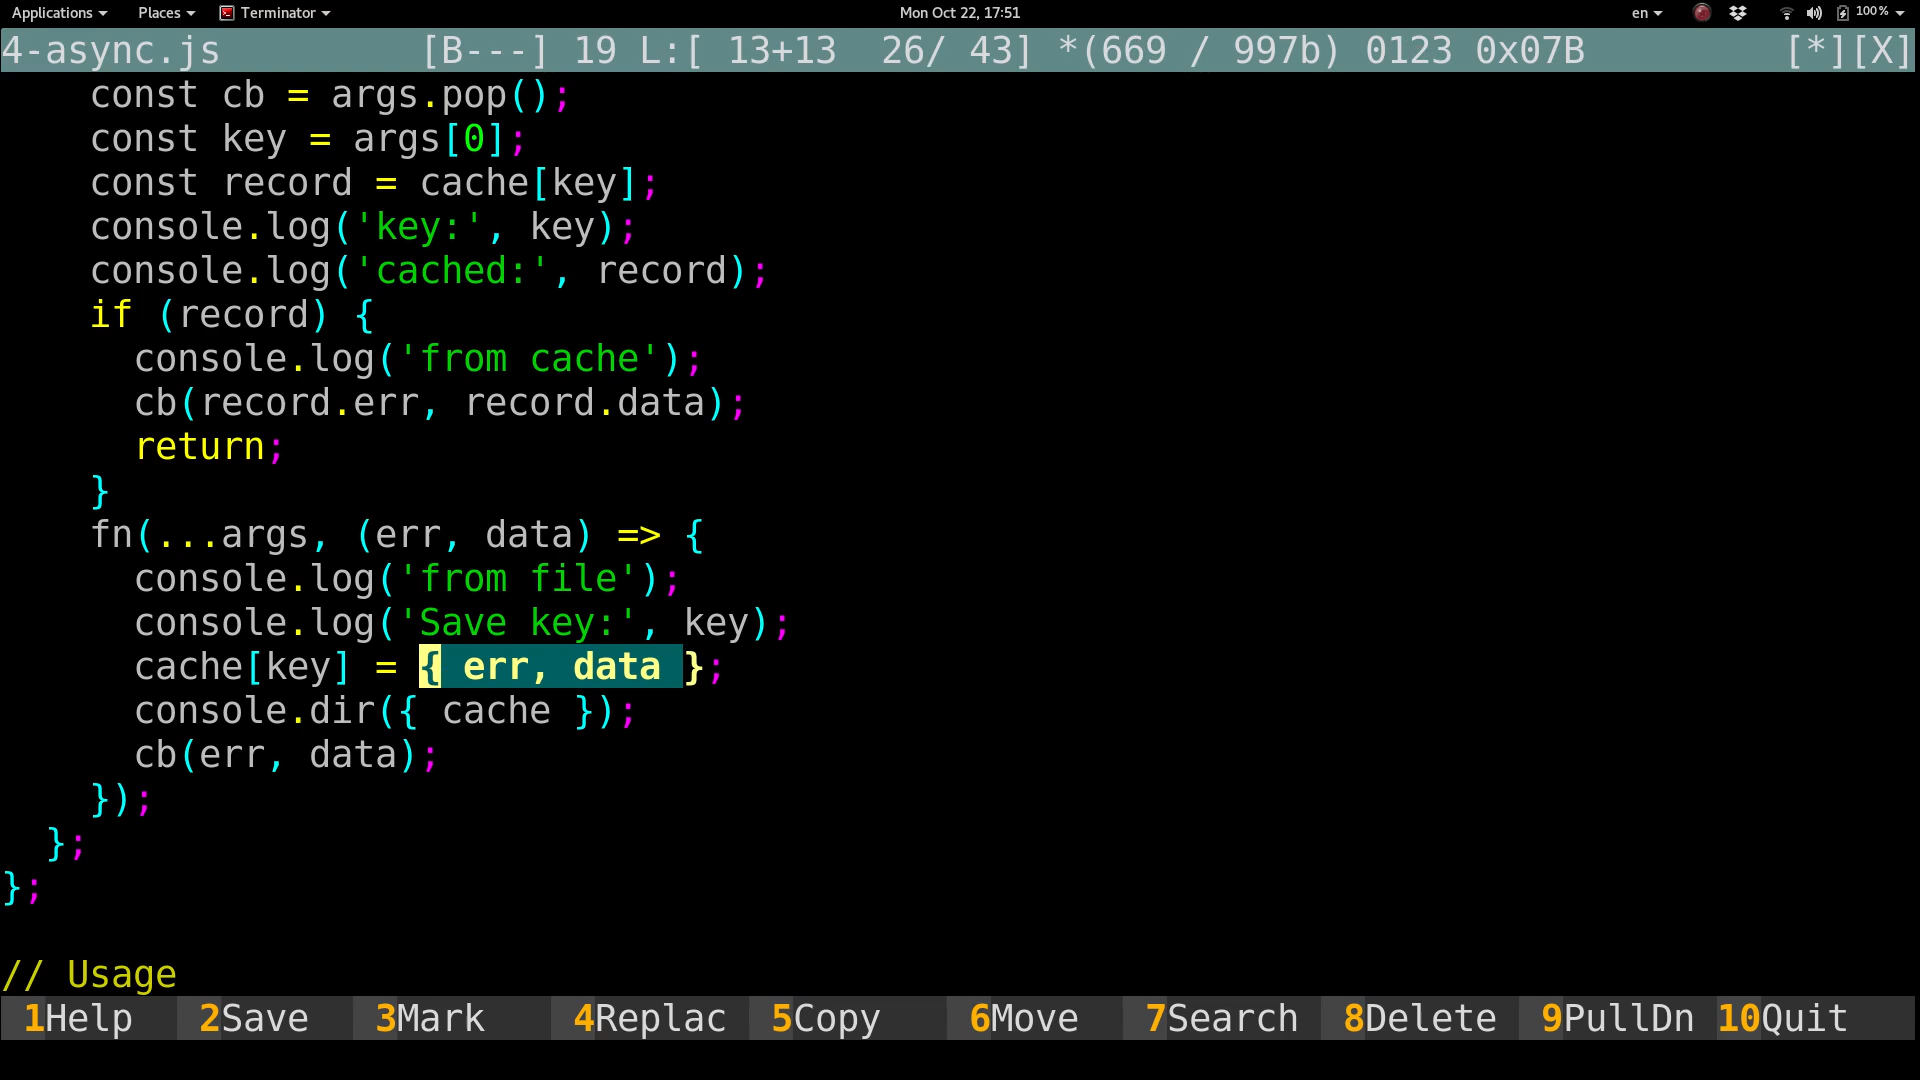 Applications Places Terminator Mon Oct 22, 17:51 en 100%
4-async.js [B---] 19 L:[ 13+13 26/ 43] *(669 / 997b) 0123 0x07B [*][X]
const cb = args.pop();
const key = args[0];
const record = cache[key];
console.log('key:', key);
console.log('cached:', record);
if (record) {
console.log('from cache');
cb(record.err, record.data);
return;
}
fn(...args, (err, data) => {
console.log('from file');
console.log('Save key:', key);
cache[key] = { err, data };
console.dir({ cache });
cb(err, data);
});
};
};
// Usage
1Help 2Save 3Mark 4Replac 5Copy 6Move 7Search 8Delete 9PullDn 10Quit